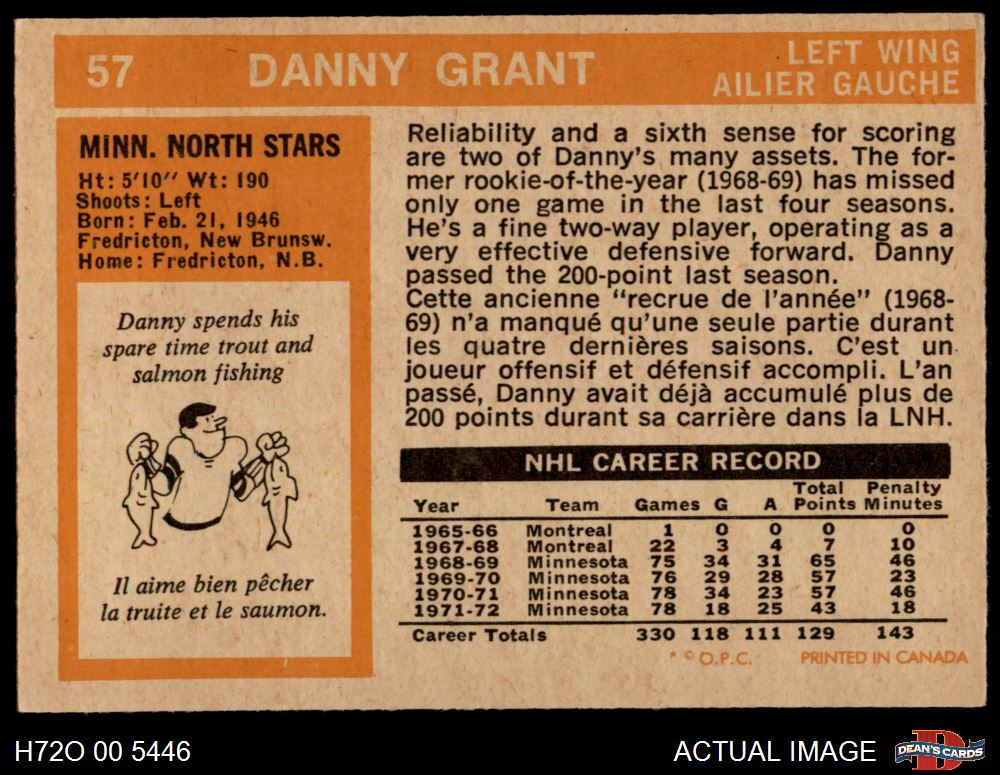 57 DANNY GRANT LEFT WING
AILIER GAUCHE
MINN. NORTH STARS
Ht: 5'10" Wt: 190
Shoots: Left
Born: Feb. 21, 1946
Fredricton, New Brunsw.
Home: Fredricton, N.B.
Danny spends his
spare time trout and
salmon fishing
Il aime bien pêcher
la truite et le saumon.
Reliability and a sixth sense for scoring
are two of Danny's many assets. The for-
mer rookie-of-the-year (1968-69) has missed
only one game in the last four seasons.
He's a fine two-way player, operating as a
very effective defensive forward. Danny
passed the 200-point last season.
Cette ancienne "recrue de l'année" (1968-
69) n'a manqué qu'une seule partie durant
les quatre dernières saisons. C'est un
joueur offensif et défensif accompli. L'an
passé, Danny avait déjà accumulé plus de
200 points durant sa carrière dans la LNH.
NHL CAREER RECORD
Year Team Games G A Total Points Penalty Minutes
1965-66 Montreal 1 0 0 0 0
1967-68 Montreal 22 3 4 7 10
1968-69 Minnesota 75 34 31 65 46
1969-70 Minnesota 76 29 28 57 23
1970-71 Minnesota 78 34 23 57 46
1971-72 Minnesota 78 18 25 43 18
Career Totals 330 118 111 129 143
* © O.P.C. PRINTED IN CANADA
H72O 00 5446 ACTUAL IMAGE DEAN'S CARDS